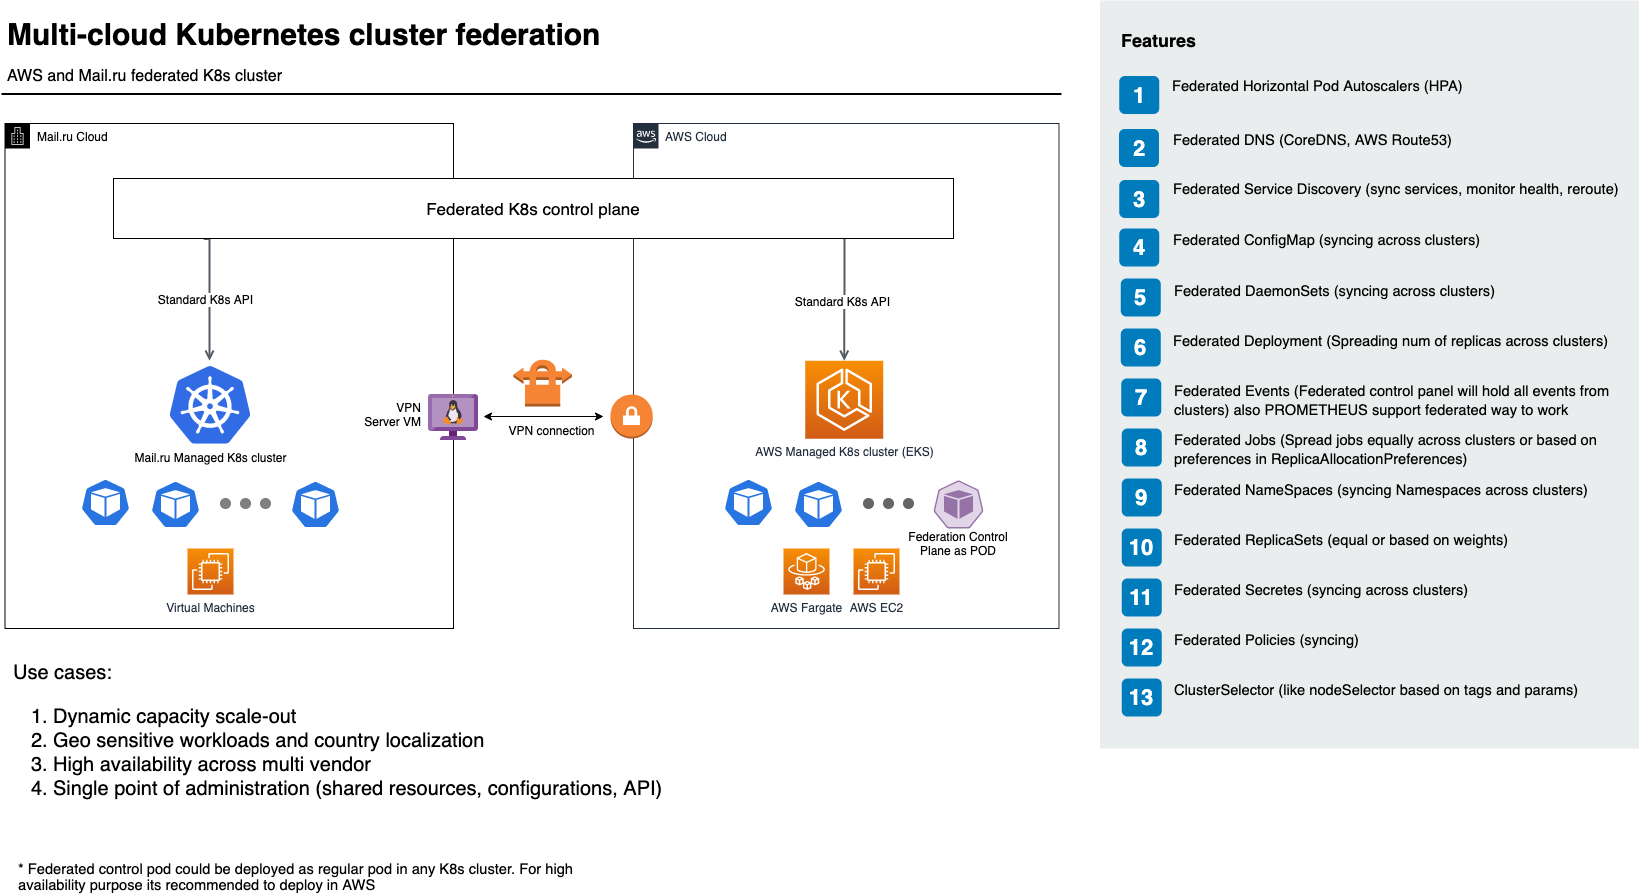 Multi-cloud Kubernetes cluster federation
AWS and Mail.ru federated K8s cluster
Mail.ru Cloud
aws
AWS Cloud
Federated K8s control plane
Standard K8s API
Standard K8s API
VPN
Server VM
VPN connection
K
Mail.ru Managed K8s cluster
AWS Managed K8s cluster (EKS)
Federation Control
Plane as POD
Virtual Machines
AWS Fargate
AWS EC2
Use cases:
1. Dynamic capacity scale-out
2. Geo sensitive workloads and country localization
3. High availability across multi vendor
4. Single point of administration (shared resources, configurations, API)
* Federated control pod could be deployed as regular pod in any K8s cluster. For high
availability purpose its recommended to deploy in AWS
Features
1 Federated Horizontal Pod Autoscalers (HPA)
2 Federated DNS (CoreDNS, AWS Route53)
3 Federated Service Discovery (sync services, monitor health, reroute)
4 Federated ConfigMap (syncing across clusters)
5 Federated DaemonSets (syncing across clusters)
6 Federated Deployment (Spreading num of replicas across clusters)
7 Federated Events (Federated control panel will hold all events from
clusters) also PROMETHEUS support federated way to work
8 Federated Jobs (Spread jobs equally across clusters or based on
preferences in ReplicaAllocationPreferences)
9 Federated NameSpaces (syncing Namespaces across clusters)
10 Federated ReplicaSets (equal or based on weights)
11 Federated Secretes (syncing across clusters)
12 Federated Policies (syncing)
13 ClusterSelector (like nodeSelector based on tags and params)